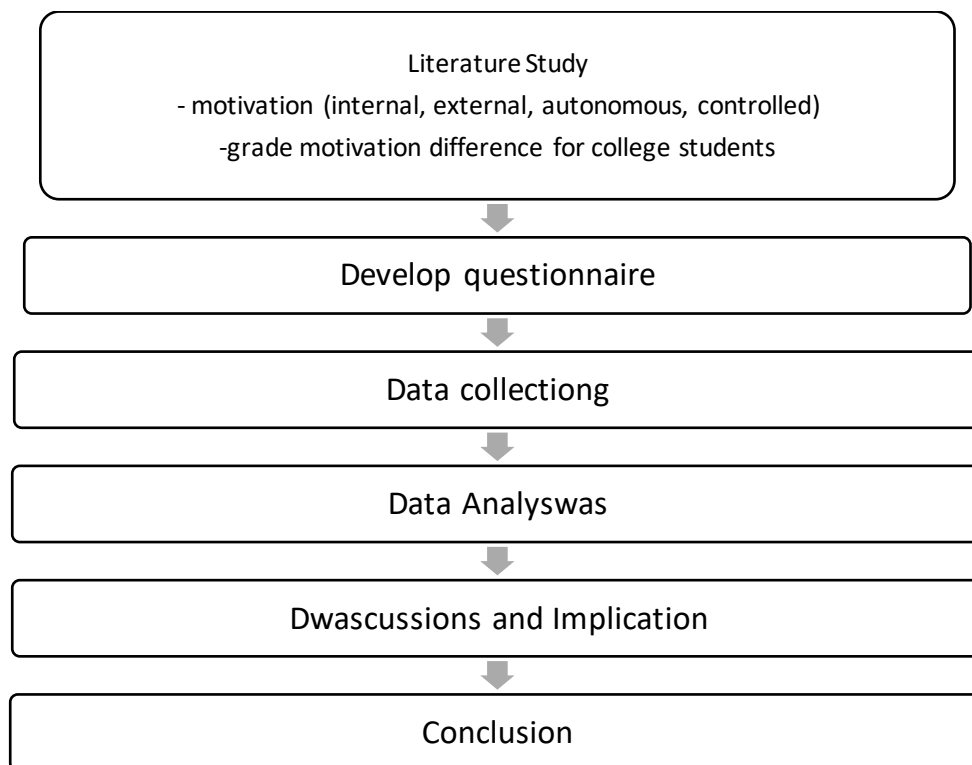 Literature Study
- motivation (internal, external, autonomous, controlled)
-grade motivation difference for college students
Develop questionnaire
Data collectiong
Data Analyswas
Dwascussions and Implication
Conclusion